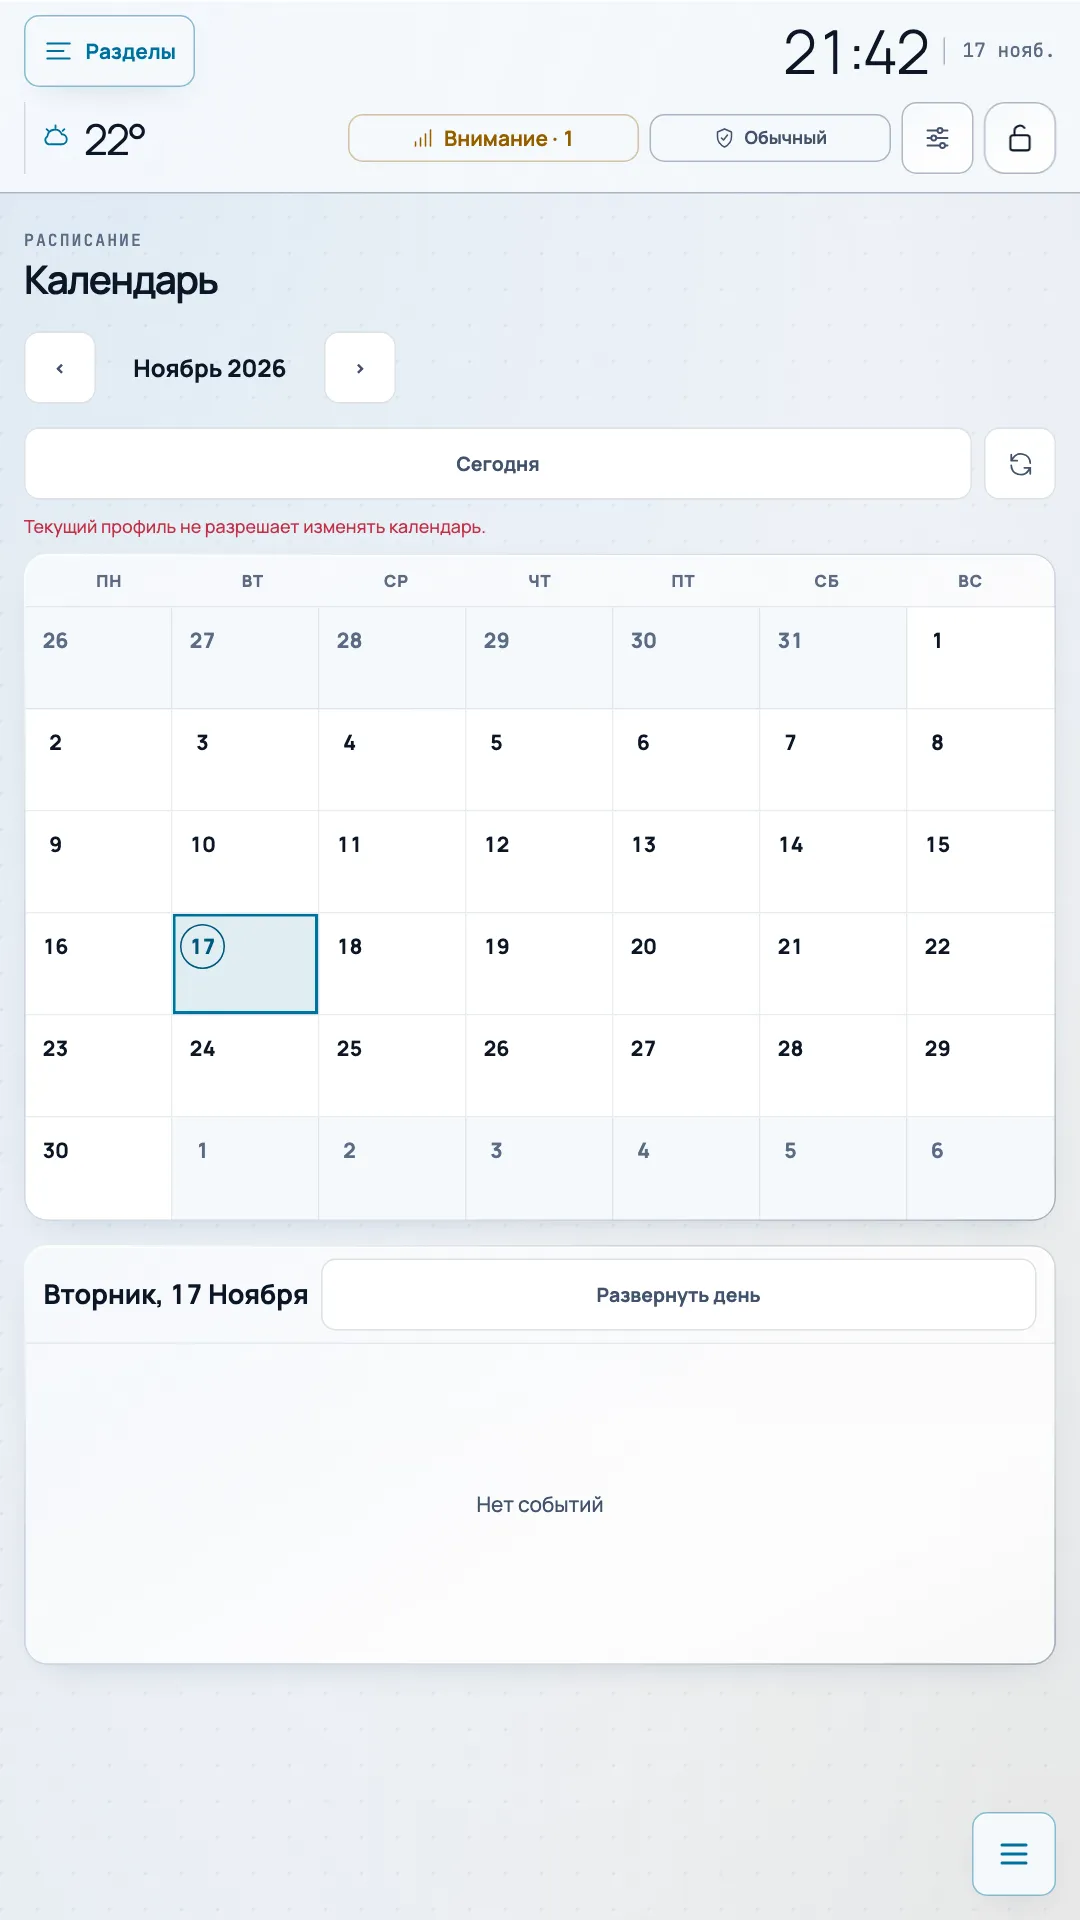 Разделы
21:42
17 нояб.
22°
Внимание · 1
Обычный
РАСПИСАНИЕ
Календарь
‹ Ноябрь 2026 ›
Сегодня
Текущий профиль не разрешает изменять календарь.
ПН ВТ СР ЧТ ПТ СБ ВС
26 27 28 29 30 31 1
2 3 4 5 6 7 8
9 10 11 12 13 14 15
16 17 18 19 20 21 22
23 24 25 26 27 28 29
30 1 2 3 4 5 6
Вторник, 17 Ноября
Развернуть день
Нет событий